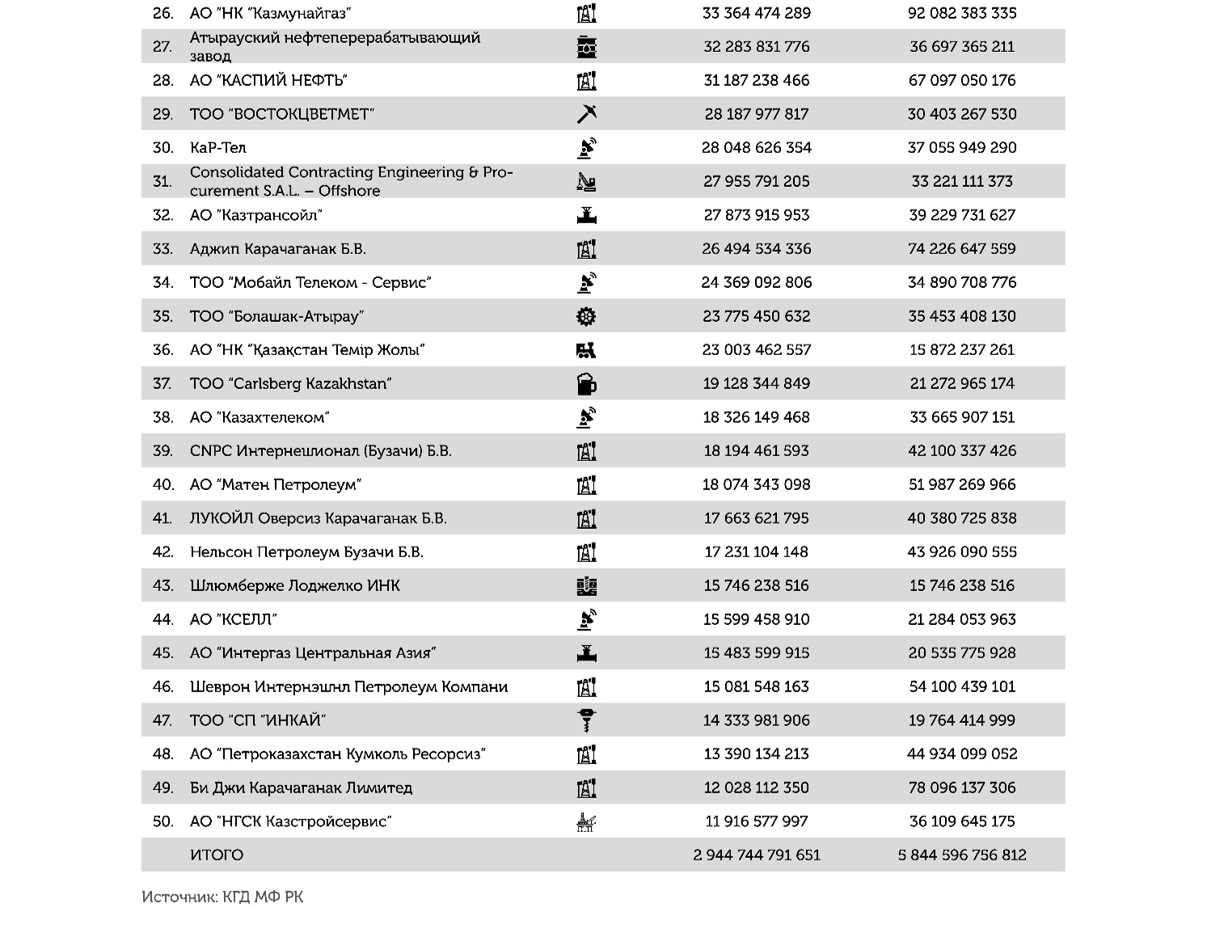 26. АО “НК “Казмунайгаз” 33 364 474 289 92 082 383 335
27. Атырауский нефтеперерабатывающий
завод 32 283 831 776 36 697 365 211
28. АО “КАСПИЙ НЕФТЬ” 31 187 238 466 67 097 050 176
29. ТОО “ВОСТОКЦВЕТМЕТ” 28 187 977 817 30 403 267 530
30. КаР-Тел 28 048 626 354 37 055 949 290
31. Consolidated Contracting Engineering & Pro-
curement S.A.L. – Offshore 27 955 791 205 33 221 111 373
32. АО “Казтрансойл” 27 873 915 953 39 229 731 627
33. Аджип Карачаганак Б.В. 26 494 534 336 74 226 647 559
34. ТОО “Мобайл Телеком - Сервис” 24 369 092 806 34 890 708 776
35. ТОО “Болашак-Атырау” 23 775 450 632 35 453 408 130
36. АО “НК “Қазақстан Темір Жолы” 23 003 462 557 15 872 237 261
37. ТОО “Carlsberg Kazakhstan” 19 128 344 849 21 272 965 174
38. АО “Казахтелеком” 18 326 149 468 33 665 907 151
39. CNPC Интернешионал (Бузачи) Б.В. 18 194 461 593 42 100 337 426
40. АО “Матен Петролеум” 18 074 343 098 51 987 269 966
41. ЛУКОЙЛ Оверсиз Карачаганак Б.В. 17 663 621 795 40 380 725 838
42. Нельсон Петролеум Бузачи Б.В. 17 231 104 148 43 926 090 555
43. Шлюмберже Лоджелко ИНК 15 746 238 516 15 746 238 516
44. АО “КСЕЛЛ” 15 599 458 910 21 284 053 963
45. АО “Интергаз Центральная Азия” 15 483 599 915 20 535 775 928
46. Шеврон Интернэшнл Петролеум Компани 15 081 548 163 54 100 439 101
47. ТОО “СП “ИНКАЙ” 14 333 981 906 19 764 414 999
48. АО “Петроказахстан Кумколь Ресорсиз” 13 390 134 213 44 934 099 052
49. Би Джи Карачаганак Лимитед 12 028 112 350 78 096 137 306
50. АО “НГСК Казстройсервис” 11 916 577 997 36 109 645 175
ИТОГО 2 944 744 791 651 5 844 596 756 812
Источник: КГД МФ РК